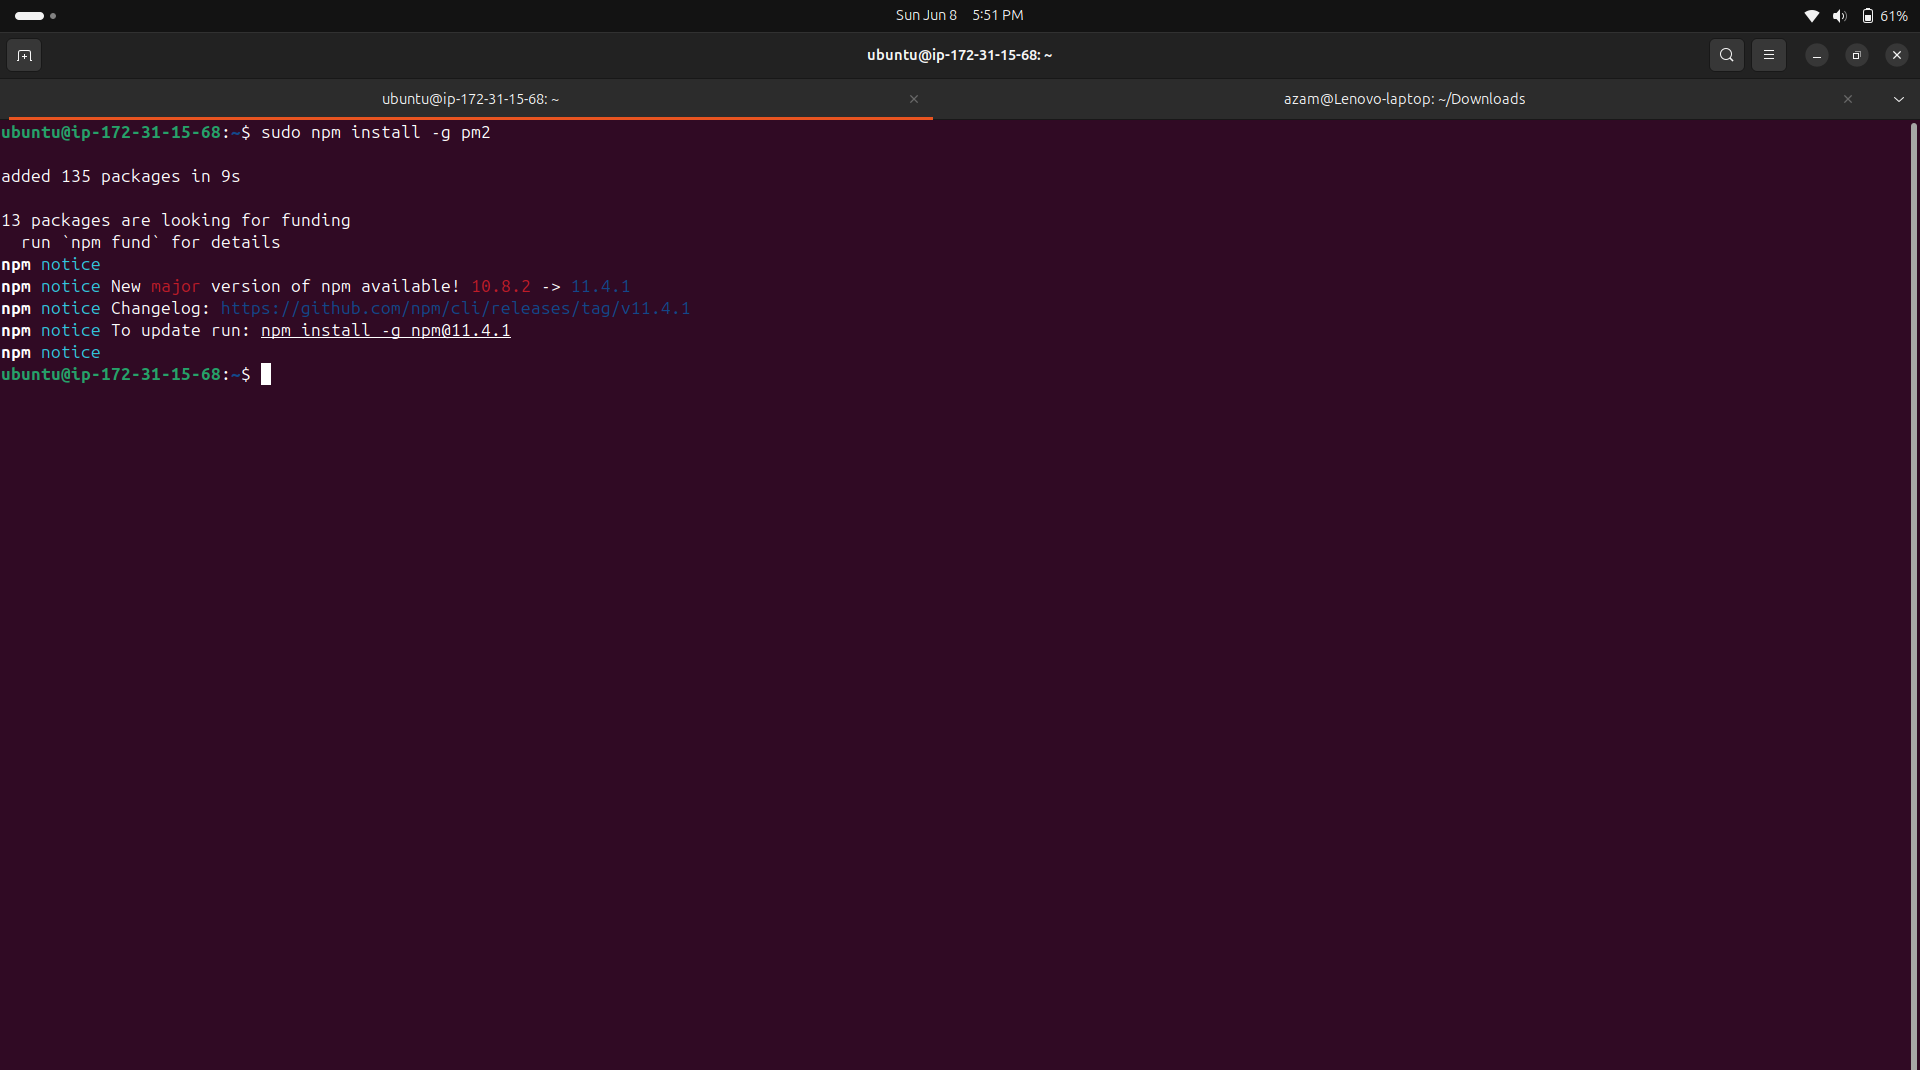 Sun Jun 8 5:51 PM
61%
ubuntu@ip-172-31-15-68: ~
ubuntu@ip-172-31-15-68: ~
azam@Lenovo-laptop: ~/Downloads
ubuntu@ip-172-31-15-68:~$ sudo npm install -g pm2
added 135 packages in 9s
13 packages are looking for funding
  run `npm fund` for details
npm notice
npm notice New major version of npm available! 10.8.2 -> 11.4.1
npm notice Changelog: https://github.com/npm/cli/releases/tag/v11.4.1
npm notice To update run: npm install -g npm@11.4.1
npm notice
ubuntu@ip-172-31-15-68:~$